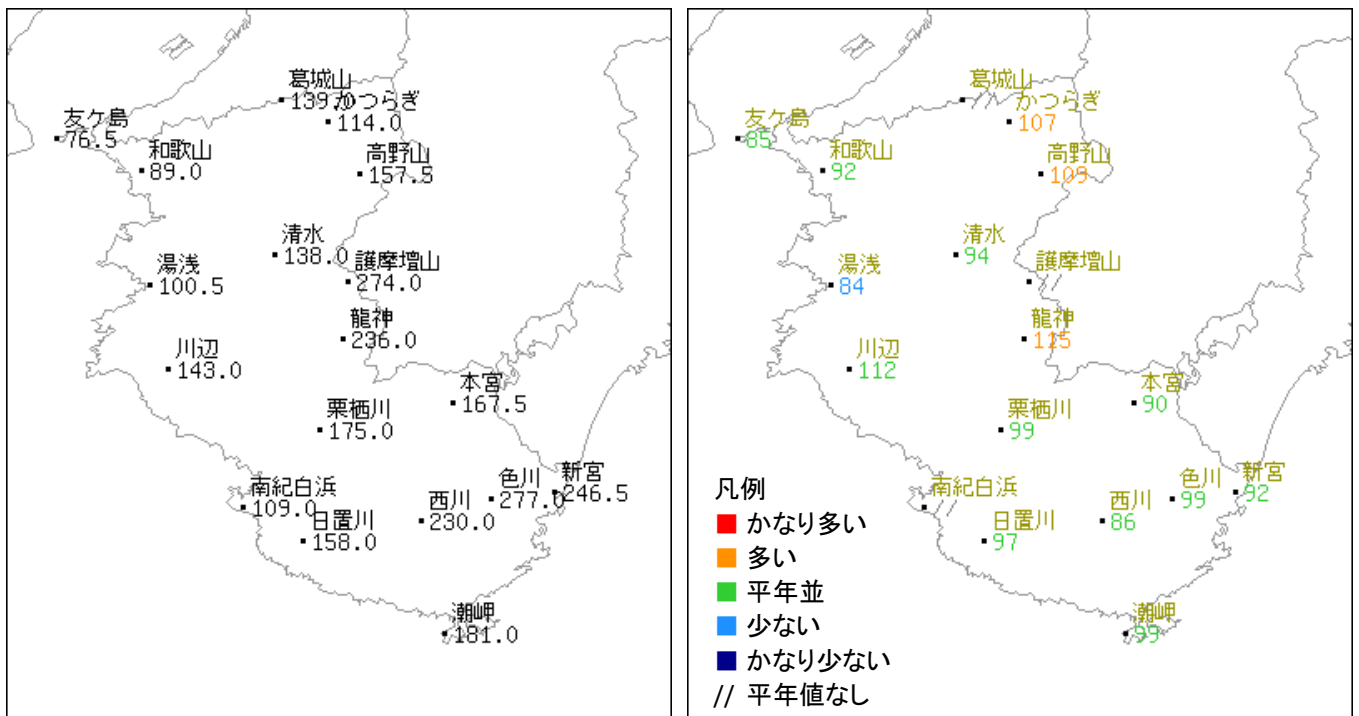 葛城山
139.0
かつらぎ
114.0
友ケ島
76.5
和歌山
89.0
高野山
157.5
清水
138.0
護摩壇山
274.0
湯浅
100.5
龍神
236.0
川辺
143.0
本宮
167.5
栗栖川
175.0
色川
277.0
新宮
246.5
南紀白浜
109.0
西川
230.0
日置川
158.0
潮岬
181.0
葛城山
//
かつらぎ
107
友ケ島
85
和歌山
92
高野山
109
清水
94
護摩壇山
//
湯浅
84
龍神
115
川辺
112
本宮
90
栗栖川
99
色川
99
新宮
92
南紀白浜
//
西川
86
日置川
97
潮岬
99
凡例
かなり多い
多い
平年並
少ない
かなり少ない
// 平年値なし